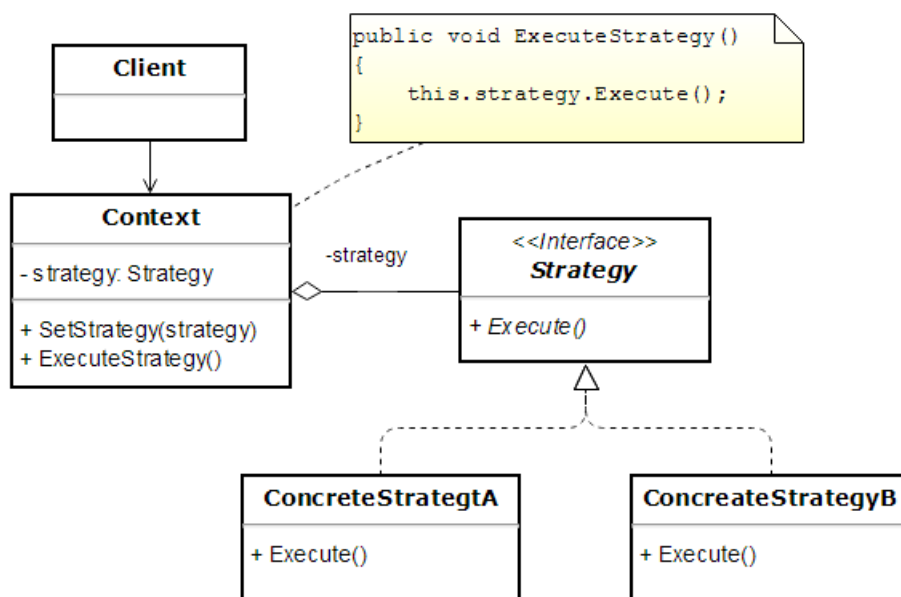 public void ExecuteStrategy()
{
this.strategy.Execute();
}
Client
Context
- strategy: Strategy
+ SetStrategy(strategy)
+ ExecuteStrategy()
-strategy
<<Interface>>
Strategy
+ Execute()
ConcreteStrategtA
+ Execute()
ConcreateStrategyB
+ Execute()